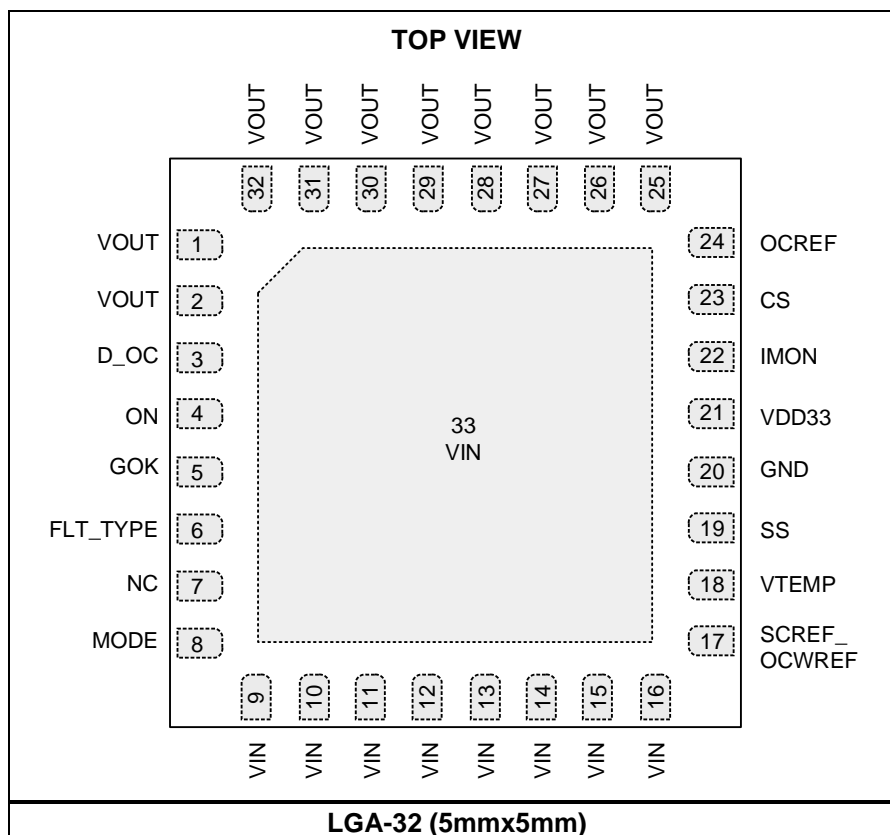 TOP VIEW
VOUT VOUT VOUT VOUT VOUT VOUT VOUT VOUT
32 31 30 29 28 27 26 25
VOUT 1
VOUT 2
D_OC 3
ON 4
GOK 5
FLT_TYPE 6
NC 7
MODE 8
33
VIN
24 OCREF
23 CS
22 IMON
21 VDD33
20 GND
19 SS
18 VTEMP
17 SCREF_
OCWREF
9 10 11 12 13 14 15 16
VIN VIN VIN VIN VIN VIN VIN VIN
LGA-32 (5mmx5mm)